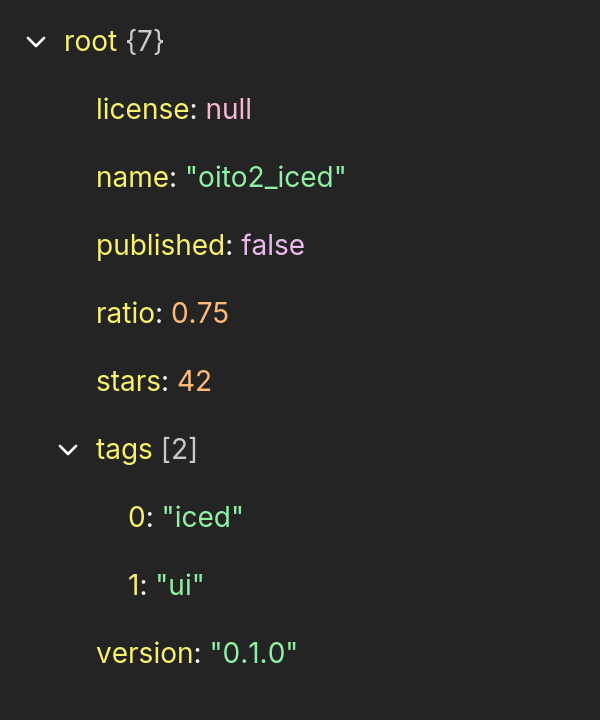 root {7}
license: null
name: "oito2_iced"
published: false
ratio: 0.75
stars: 42
tags [2]
0: "iced"
1: "ui"
version: "0.1.0"